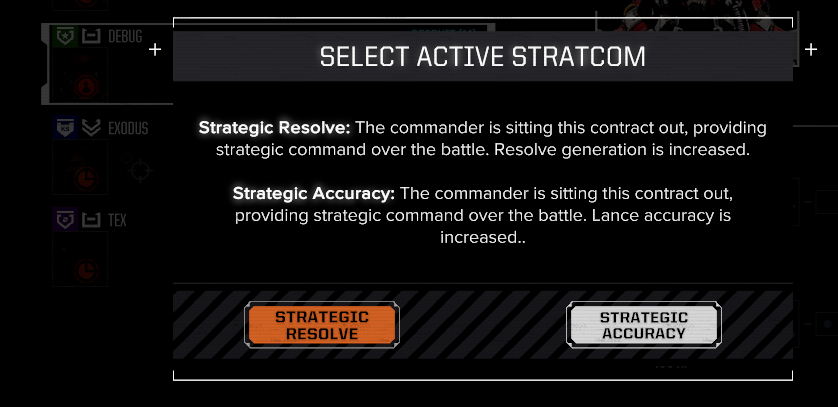 DEBUG
SELECT ACTIVE STRATCOM
EXODUS
Strategic Resolve: The commander is sitting this contract out, providing
strategic command over the battle. Resolve generation is increased.
Strategic Accuracy: The commander is sitting this contract out,
providing strategic command over the battle. Lance accuracy is
increased..
TEX
STRATEGIC
RESOLVE
STRATEGIC
ACCURACY